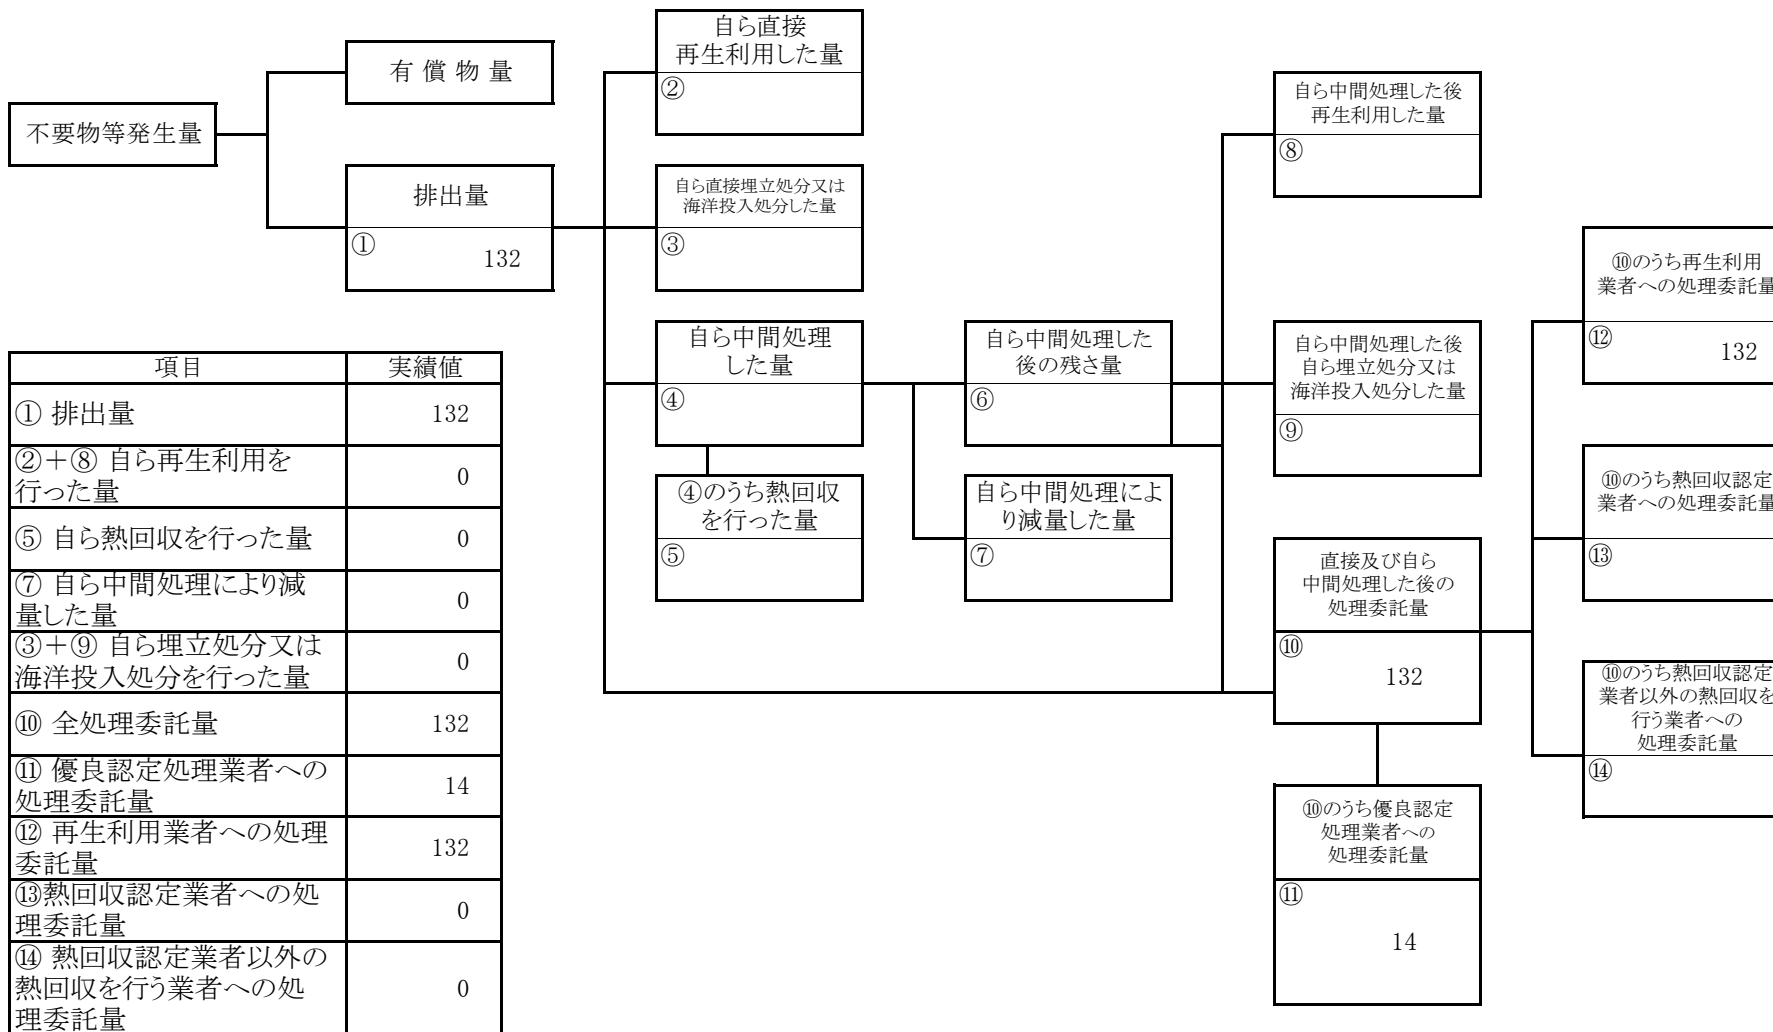 不要物等発生量
有 償 物 量
排出量
①
132
自ら直接
再生利用した量
②
自ら直接埋立処分又は
海洋投入処分した量
③
自ら中間処理
した量
④
④のうち熱回収
を行った量
⑤
自ら中間処理した
後の残さ量
⑥
自ら中間処理によ
り減量した量
⑦
自ら中間処理した後
再生利用した量
⑧
自ら中間処理した後
自ら埋立処分又は
海洋投入処分した量
⑨
直接及び自ら
中間処理した後の
処理委託量
⑩
132
⑩のうち優良認定
処理業者への
処理委託量
⑪
14
⑩のうち再生利用
業者への処理委託量
⑫
132
⑩のうち熱回収認定
業者への処理委託量
⑬
⑩のうち熱回収認定
業者以外の熱回収を
行う業者への
処理委託量
⑭
項目 実績値
① 排出量 132
②＋⑧ 自ら再生利用を
行った量 0
⑤ 自ら熱回収を行った量 0
⑦ 自ら中間処理により減
量した量 0
③＋⑨ 自ら埋立処分又は
海洋投入処分を行った量 0
⑩ 全処理委託量 132
⑪ 優良認定処理業者への
処理委託量 14
⑫ 再生利用業者への処理
委託量 132
⑬熱回収認定業者への処
理委託量 0
⑭ 熱回収認定業者以外の
熱回収を行う業者への処
理委託量 0